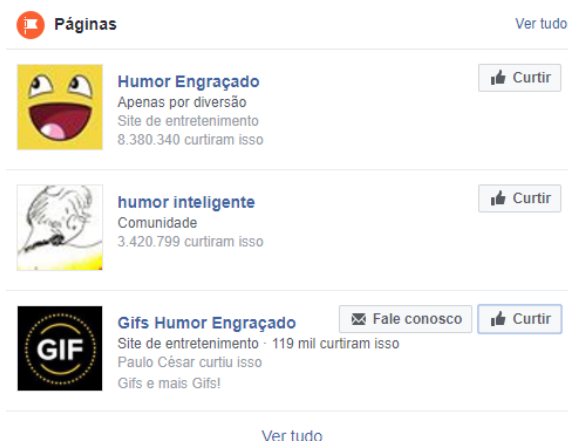 Páginas
Ver tudo
Humor Engraçado
Curtir
Apenas por diversão
Site de entretenimento
8.380.340 curtiram isso
humor inteligente
Curtir
Comunidade
3.420.799 curtiram isso
GIF
Gifs Humor Engraçado
Fale conosco
Curtir
Site de entretenimento · 119 mil curtiram isso
Paulo César curtiu isso
Gifs e mais Gifs!
Ver tudo